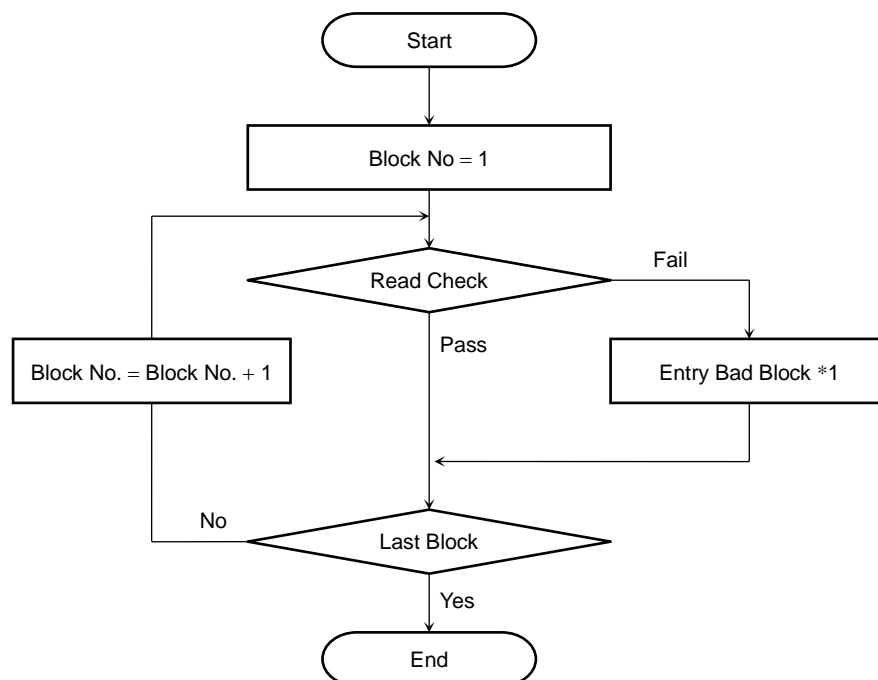 Start
Block No = 1
Read Check
Fail
Pass
Block No. = Block No. + 1
Entry Bad Block *1
No
Last Block
Yes
End